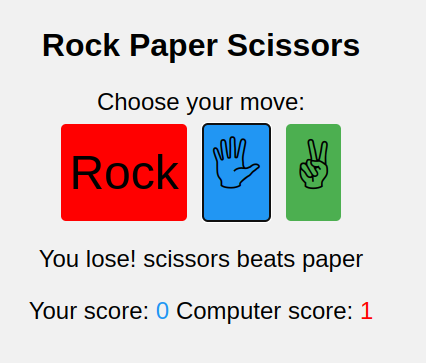 Rock Paper Scissors
Choose your move:
Rock
You lose! scissors beats paper
Your score: 0 Computer score: 1